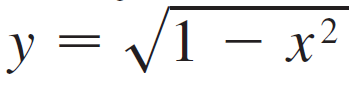 y = √1 − x²